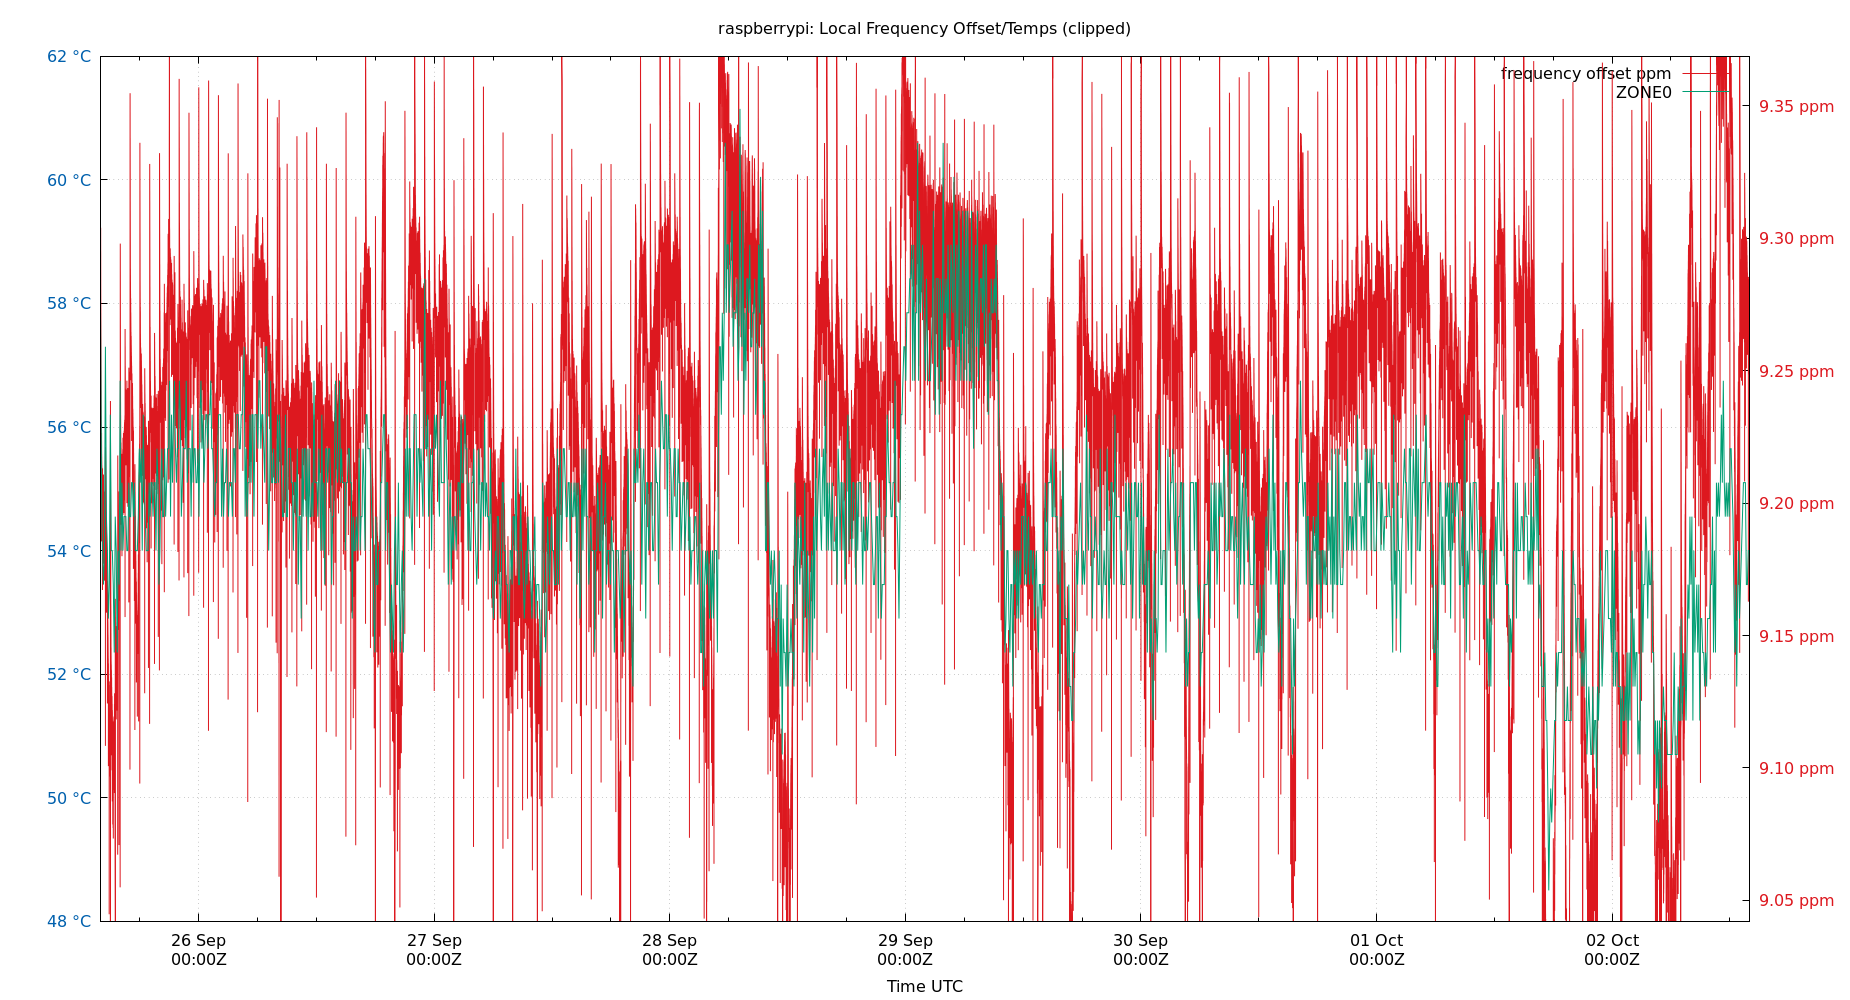 raspberrypi: Local Frequency Offset/Temps (clipped)
62 °C
60 °C
58 °C
56 °C
54 °C
52 °C
50 °C
48 °C
frequency offset ppm
ZONE0
9.35 ppm
9.30 ppm
9.25 ppm
9.20 ppm
9.15 ppm
9.10 ppm
9.05 ppm
26 Sep
00:00Z
27 Sep
00:00Z
28 Sep
00:00Z
29 Sep
00:00Z
30 Sep
00:00Z
01 Oct
00:00Z
02 Oct
00:00Z
Time UTC